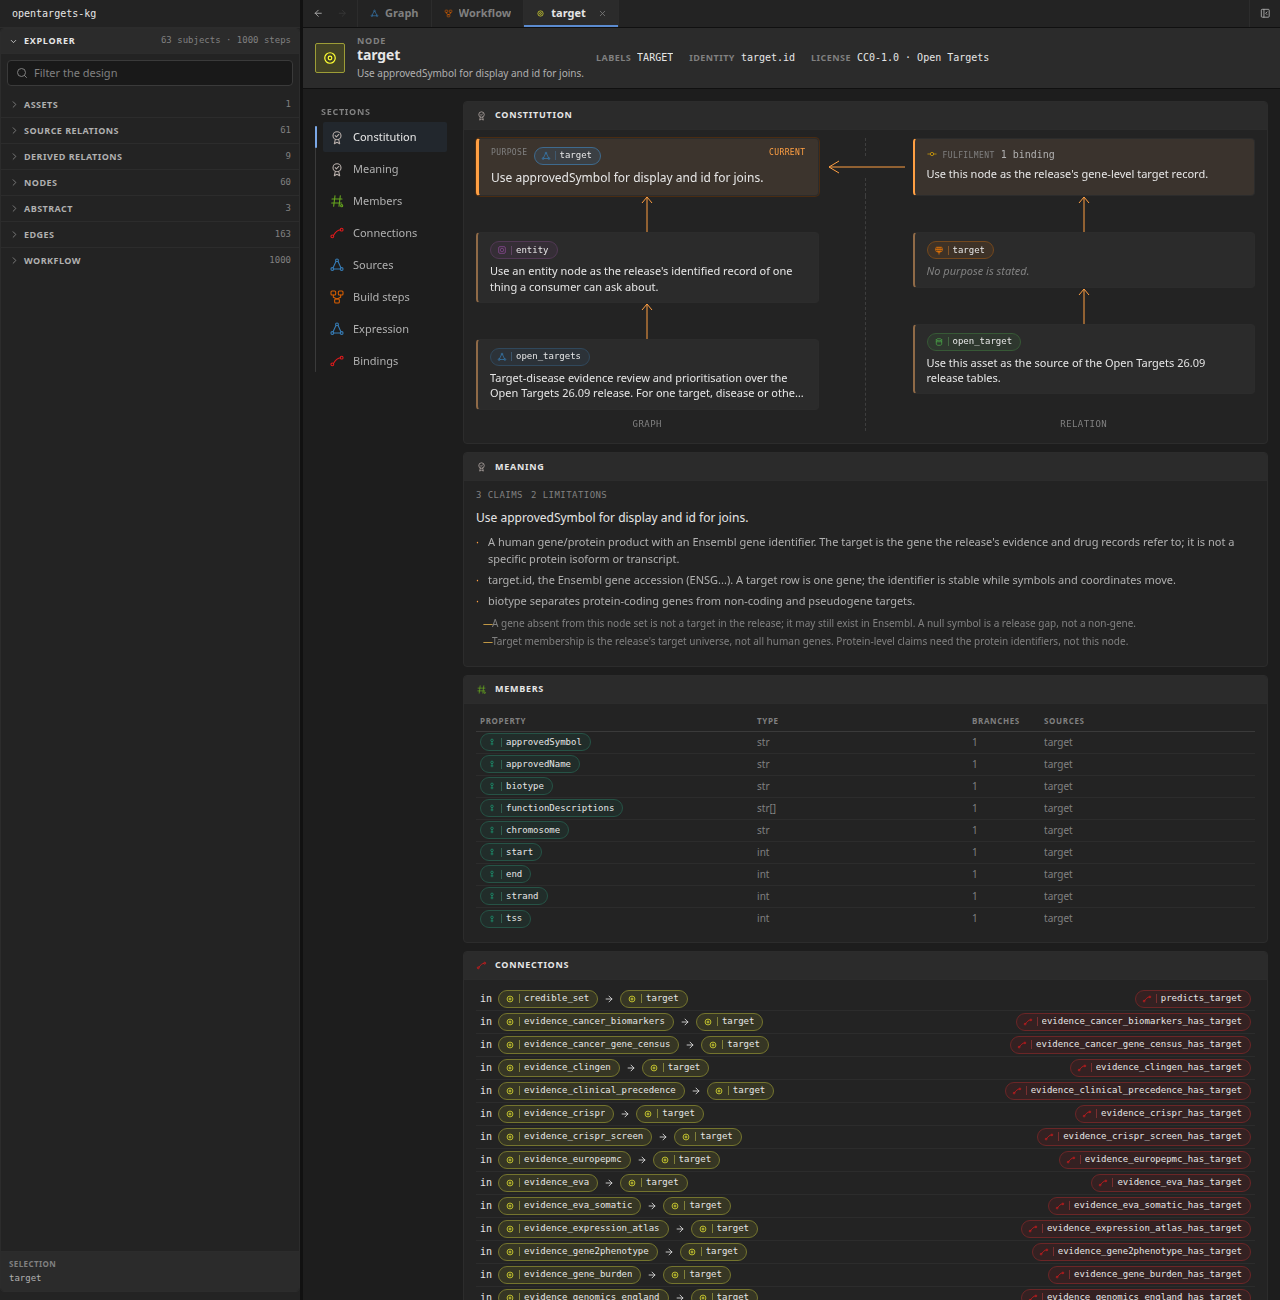 opentargets-kg
EXPLORER 63 subjects · 1000 steps
Filter the design
ASSETS 1
SOURCE RELATIONS 61
DERIVED RELATIONS 9
NODES 60
ABSTRACT 3
EDGES 163
WORKFLOW 1000
SELECTION
target
Graph Workflow target
NODE
target
Use approvedSymbol for display and id for joins.
LABELS TARGET IDENTITY target.id LICENSE CC0-1.0 · Open Targets
SECTIONS
Constitution
Meaning
Members
Connections
Sources
Build steps
Expression
Bindings
CONSTITUTION
PURPOSE target CURRENT
Use approvedSymbol for display and id for joins.
FULFILMENT 1 binding
Use this node as the release's gene-level target record.
entity
Use an entity node as the release's identified record of one
thing a consumer can ask about.
target
No purpose is stated.
open_targets
Target-disease evidence review and prioritisation over the
Open Targets 26.09 release. For one target, disease or othe...
open_target
Use this asset as the source of the Open Targets 26.09
release tables.
GRAPH RELATION
MEANING
3 CLAIMS 2 LIMITATIONS
Use approvedSymbol for display and id for joins.
· A human gene/protein product with an Ensembl gene identifier. The target is the gene the release's evidence and drug records refer to; it is not a
specific protein isoform or transcript.
· target.id, the Ensembl gene accession (ENSG...). A target row is one gene; the identifier is stable while symbols and coordinates move.
· biotype separates protein-coding genes from non-coding and pseudogene targets.
—A gene absent from this node set is not a target in the release; it may still exist in Ensembl. A null symbol is a release gap, not a non-gene.
—Target membership is the release's target universe, not all human genes. Protein-level claims need the protein identifiers, not this node.
MEMBERS
PROPERTY TYPE BRANCHES SOURCES
approvedSymbol str 1 target
approvedName str 1 target
biotype str 1 target
functionDescriptions str[] 1 target
chromosome str 1 target
start int 1 target
end int 1 target
strand int 1 target
tss int 1 target
CONNECTIONS
in credible_set → target predicts_target
in evidence_cancer_biomarkers → target evidence_cancer_biomarkers_has_target
in evidence_cancer_gene_census → target evidence_cancer_gene_census_has_target
in evidence_clingen → target evidence_clingen_has_target
in evidence_clinical_precedence → target evidence_clinical_precedence_has_target
in evidence_crispr → target evidence_crispr_has_target
in evidence_crispr_screen → target evidence_crispr_screen_has_target
in evidence_europepmc → target evidence_europepmc_has_target
in evidence_eva → target evidence_eva_has_target
in evidence_eva_somatic → target evidence_eva_somatic_has_target
in evidence_expression_atlas → target evidence_expression_atlas_has_target
in evidence_gene2phenotype → target evidence_gene2phenotype_has_target
in evidence_gene_burden → target evidence_gene_burden_has_target
in evidence_genomics_england → target evidence_genomics_england_has_target